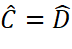 Ĉ = D̂